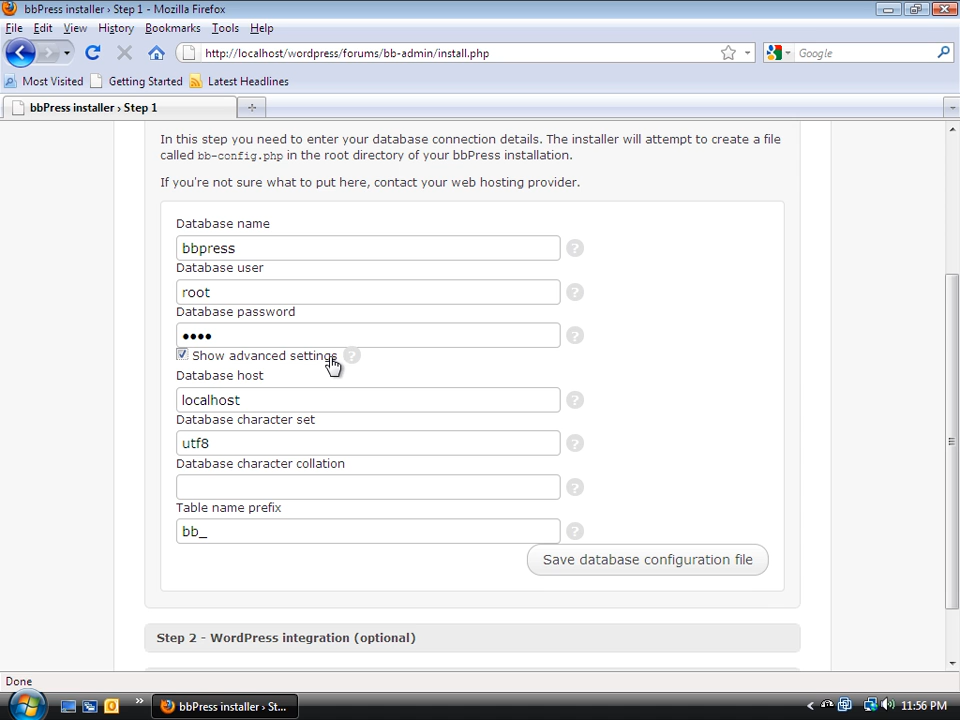 bbPress installer › Step 1 - Mozilla Firefox
File Edit View History Bookmarks Tools Help
http://localhost/wordpress/forums/bb-admin/install.php
Google
Most Visited Getting Started Latest Headlines
bbPress installer › Step 1
In this step you need to enter your database connection details. The installer will attempt to create a file
called bb-config.php in the root directory of your bbPress installation.
If you're not sure what to put here, contact your web hosting provider.
Database name
bbpress ?
Database user
root ?
Database password
•••• ?
Show advanced settings ?
Database host
localhost ?
Database character set
utf8 ?
Database character collation
?
Table name prefix
bb_ ?
Save database configuration file
Step 2 - WordPress integration (optional)
Done
» bbPress installer › St... 11:56 PM